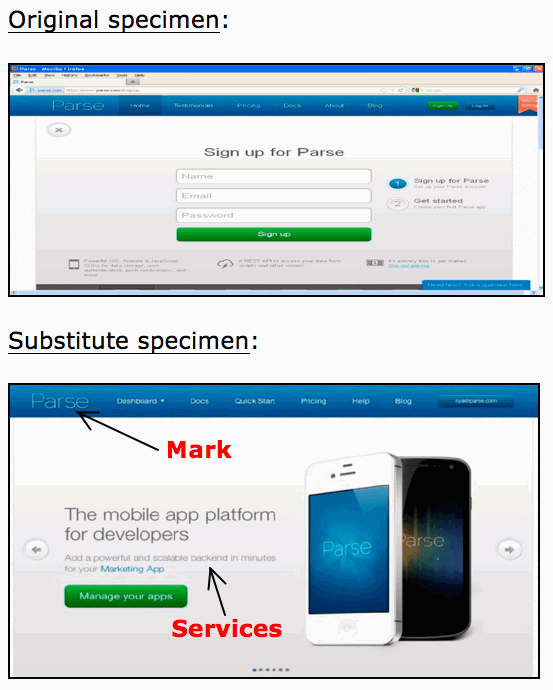 Original specimen:
Parse - Mozilla Firefox
File Edit View History Bookmarks Tools Help
Parse
Parse Home Testimonials Pricing Docs About Blog Sign Up Log In
Sign up for Parse
Name
Email
Password
Sign up
1 Sign up for Parse
Set up your Parse account
2 Get started
Create your first Parse app
Powerful iOS, Android & JavaScript
SDKs for data storage, user
authentication, push notifications, and
more.
A REST API to access your data from
scripts and other
It's entirely free to get started
Need help? Ask a question here
Substitute specimen:
Parse Dashboard Docs Quick Start Pricing Help Blog
Mark
The mobile app platform
for developers
Add a powerful and scalable backend in minutes
for your Marketing App
Manage your apps
Services
Parse
Parse